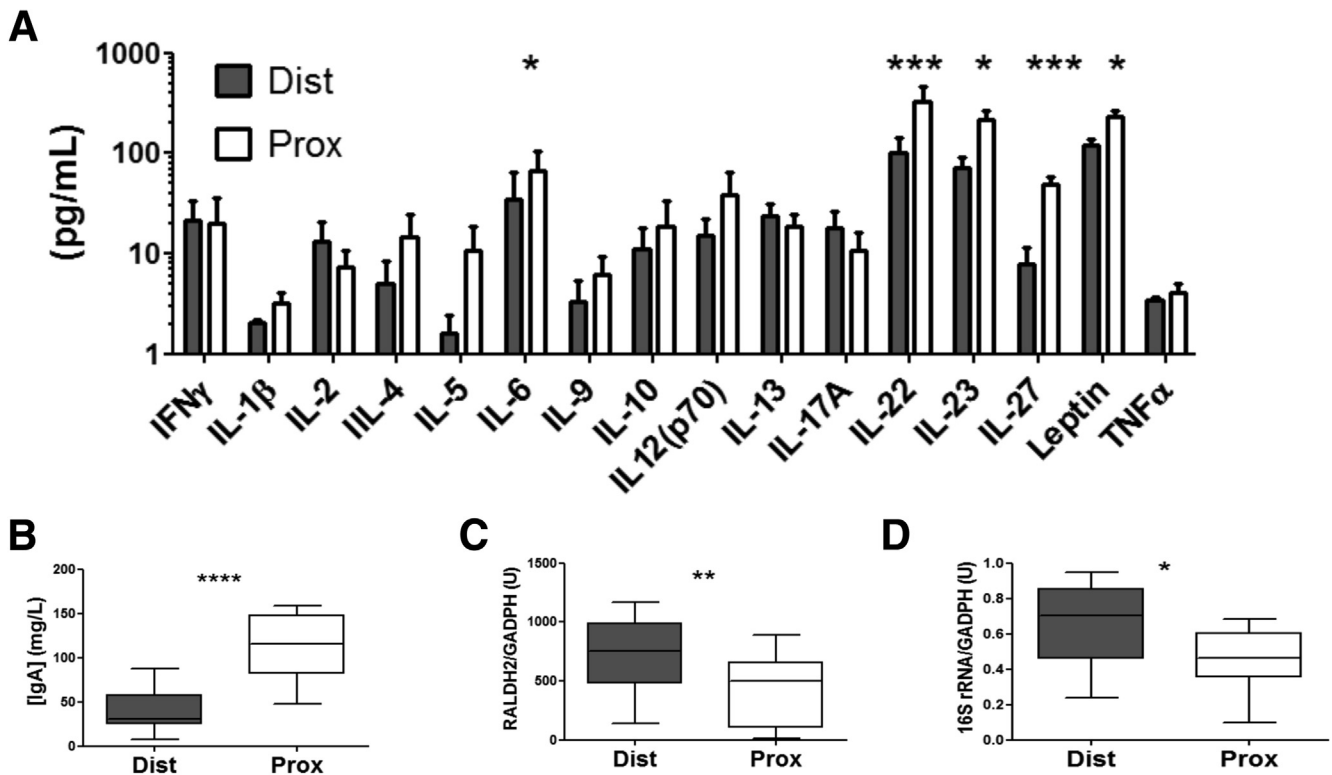 A
(pg/mL)
1000
100
10
1
Dist
Prox
*
***
*
***
*
IFNγ
IL-1β
IL-2
IIL-4
IL-5
IL-6
IL-9
IL-10
IL12(p70)
IL-13
IL-17A
IL-22
IL-23
IL-27
Leptin
TNFα
B
[IgA] (mg/L)
200
150
100
50
0
****
Dist
Prox
C
RALDH2/GADPH (U)
1500
1000
500
0
**
Dist
Prox
D
16S rRNA/GADPH (U)
1.0
0.8
0.6
0.4
0.2
0.0
*
Dist
Prox